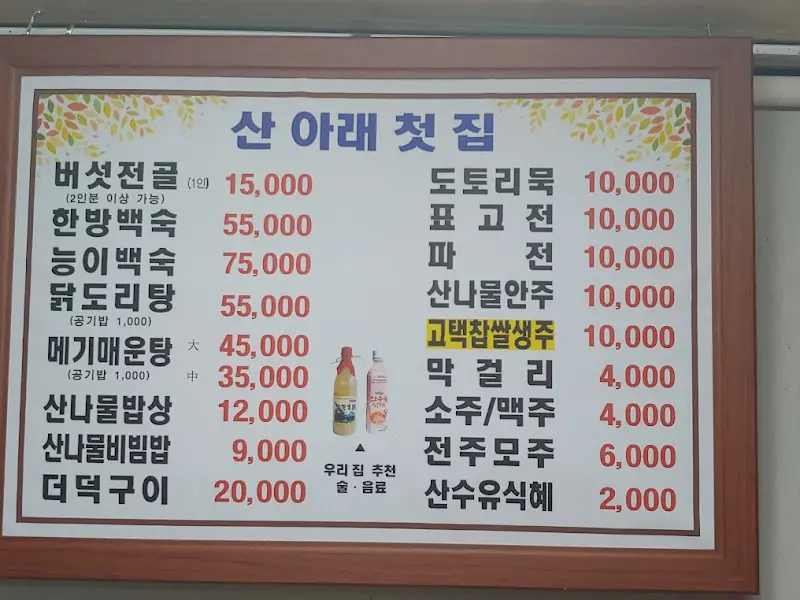 산 아래 첫 집
버섯전골 (1인) 15,000
(2인분 이상 가능)
한방백숙 55,000
능이백숙 75,000
닭도리탕 55,000
(공기밥 1,000)
메기매운탕 大 45,000
(공기밥 1,000) 中 35,000
산나물밥상 12,000
산나물비빔밥 9,000
더덕구이 20,000
▲
우리집 추천
술·음료
도토리묵 10,000
표고전 10,000
파전 10,000
산나물안주 10,000
고택찹쌀생주 10,000
막걸리 4,000
소주/맥주 4,000
전주모주 6,000
산수유식혜 2,000